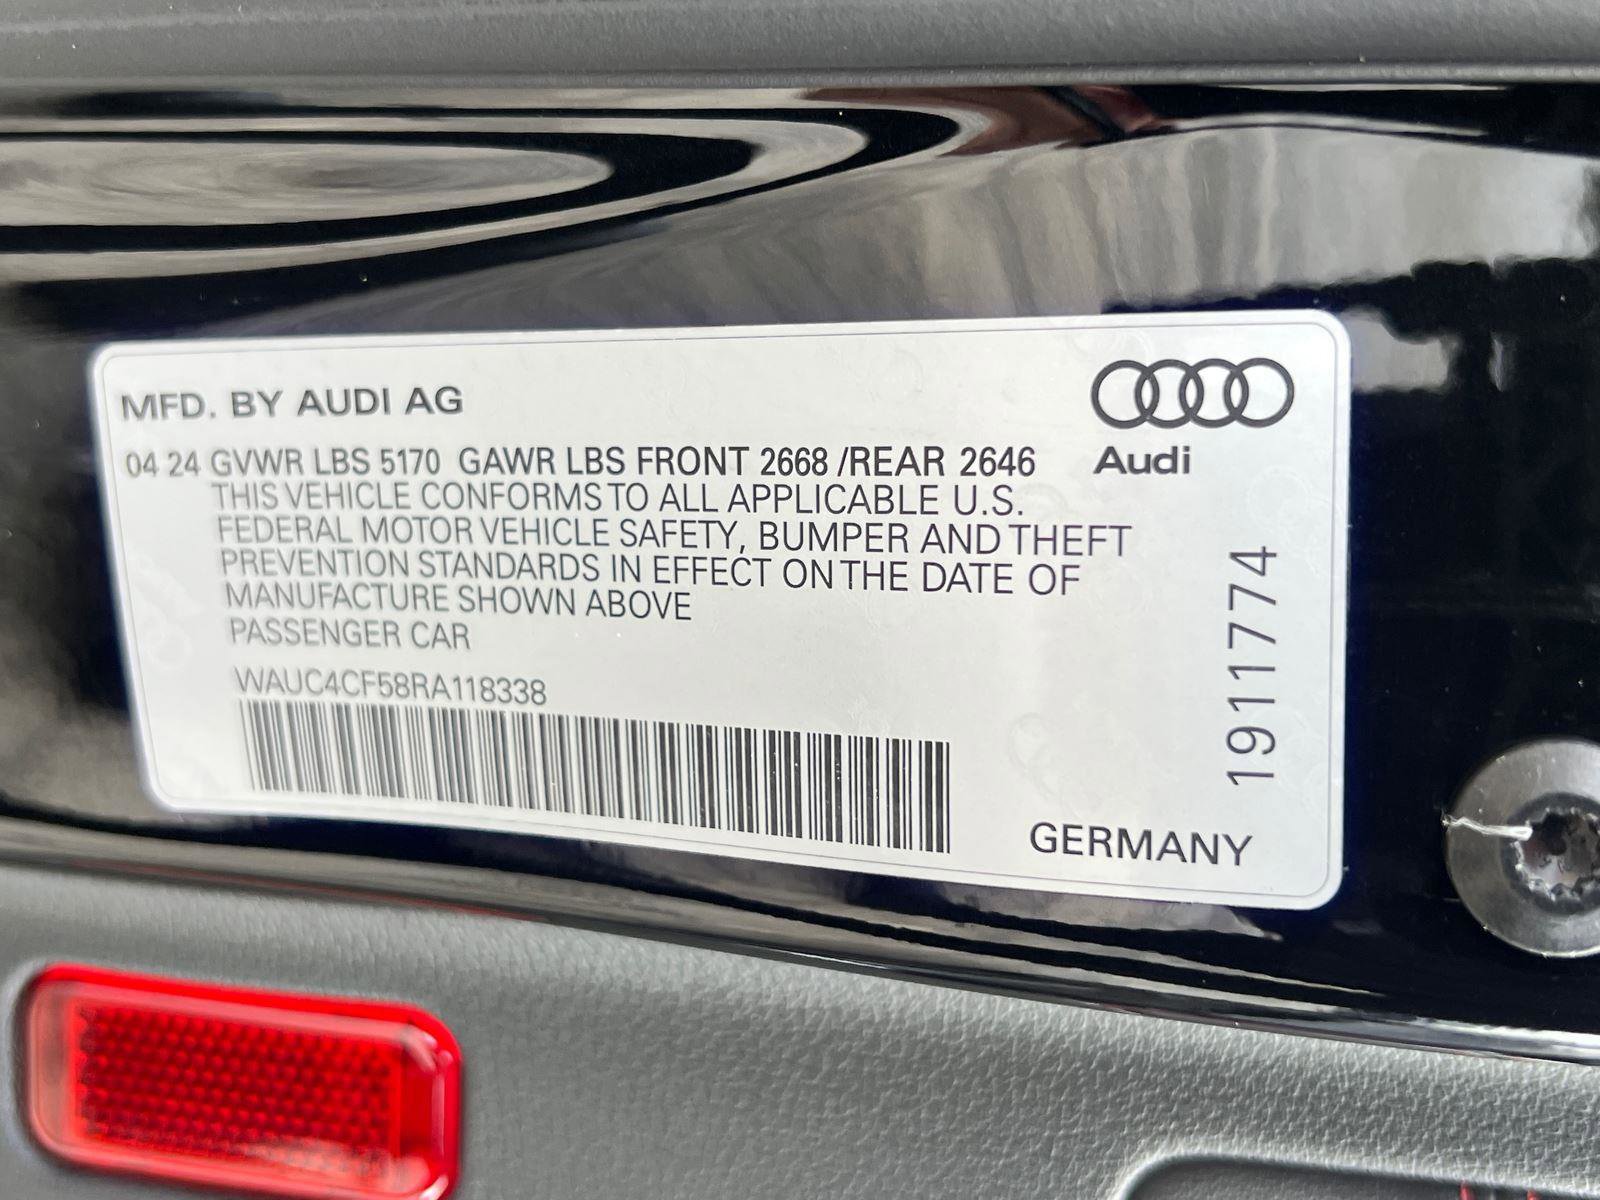 MFD. BY AUDI AG
04 24 GVWR LBS 5170 GAWR LBS FRONT 2668 /REAR 2646
THIS VEHICLE CONFORMS TO ALL APPLICABLE U.S.
FEDERAL MOTOR VEHICLE SAFETY, BUMPER AND THEFT
PREVENTION STANDARDS IN EFFECT ON THE DATE OF
MANUFACTURE SHOWN ABOVE
PASSENGER CAR
WAUC4CF58RA118338
Audi
1911774
GERMANY